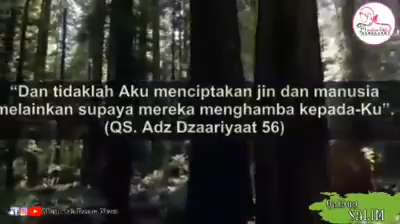 “Dan tidaklah Aku menciptakan jin dan manusia
melainkan supaya mereka menghamba kepada-Ku”.
(QS. Adz Dzaariyaat 56)
SALIM